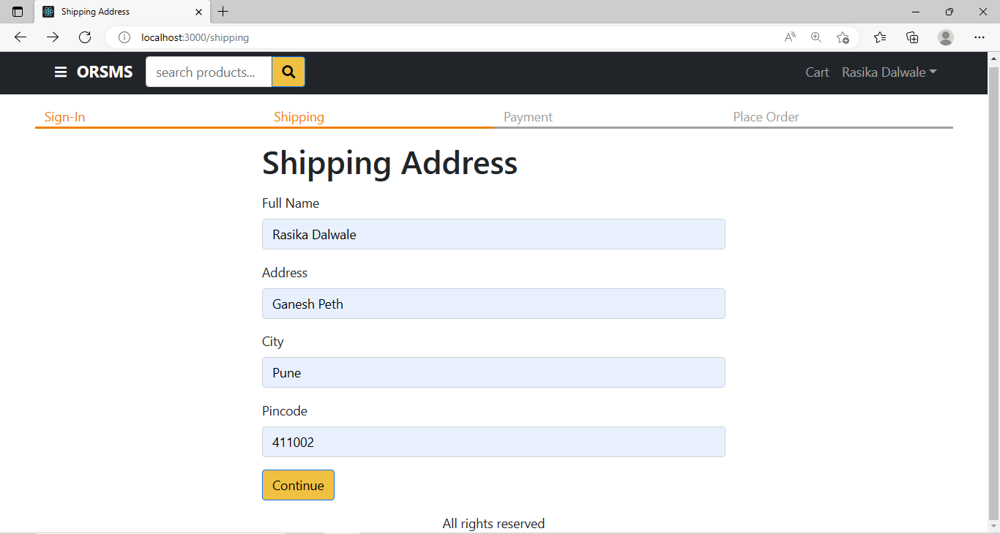 Shipping Address
localhost:3000/shipping
ORSMS search products... Cart Rasika Dalwale
Sign-In Shipping Payment Place Order
Shipping Address
Full Name
Rasika Dalwale
Address
Ganesh Peth
City
Pune
Pincode
411002
Continue
All rights reserved